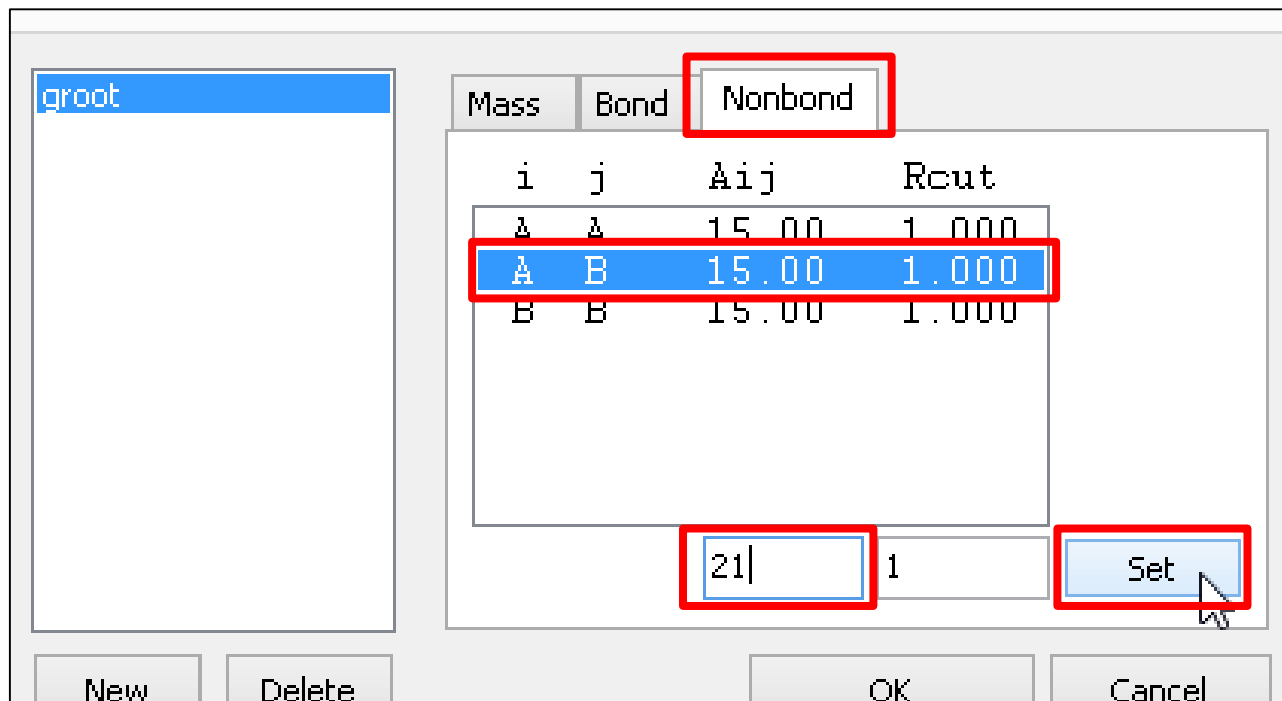 groot
Mass Bond Nonbond
i j Aij Rcut
A A 15.00 1.000
A B 15.00 1.000
B B 15.00 1.000
21 1 Set
New Delete OK Cancel